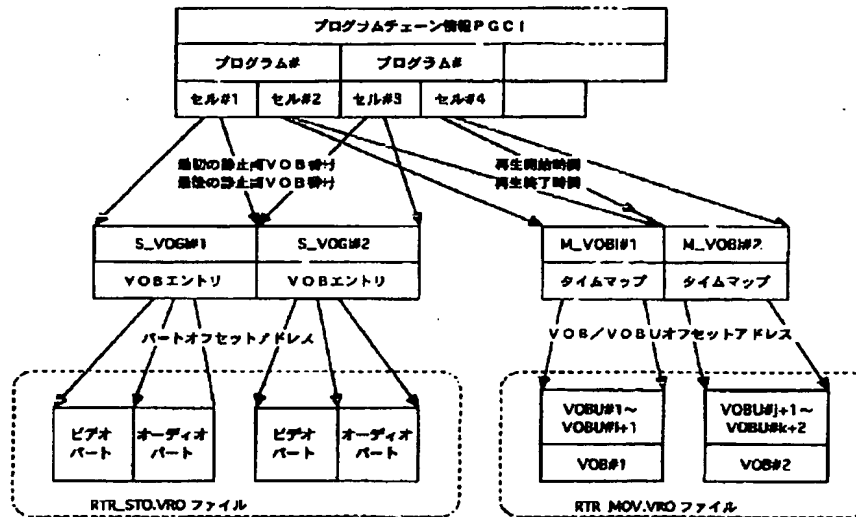 プログラムチェーン情報PGCI
プログラム# プログラム#
セル#1 セル#2 セル#3 セル#4
最初の静止画VOB番号
最後の静止画VOB番号
再生開始時間
再生終了時間
S_VOGI#1 S_VOGI#2
VOBエントリ VOBエントリ
M_VOBI#1 M_VOBI#2
タイムマップ タイムマップ
パートオフセットアドレス
VOB/VOBUオフセットアドレス
ビデオ
パート
オーディオ
パート
ビデオ
パート
オーディオ
パート
VOBU#1~
VOBU#i+1
VOB#1
VOBU#j+1~
VOBU#k+2
VOB#2
RTR_STO.VRO ファイル
RTR_MOV.VRO ファイル